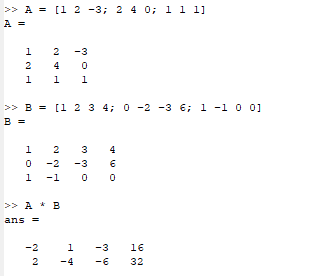 >> A = [1 2 -3; 2 4 0; 1 1 1]
A =
1 2 -3
2 4 0
1 1 1
>> B = [1 2 3 4; 0 -2 -3 6; 1 -1 0 0]
B =
1 2 3 4
0 -2 -3 6
1 -1 0 0
>> A * B
ans =
-2 1 -3 16
2 -4 -6 32